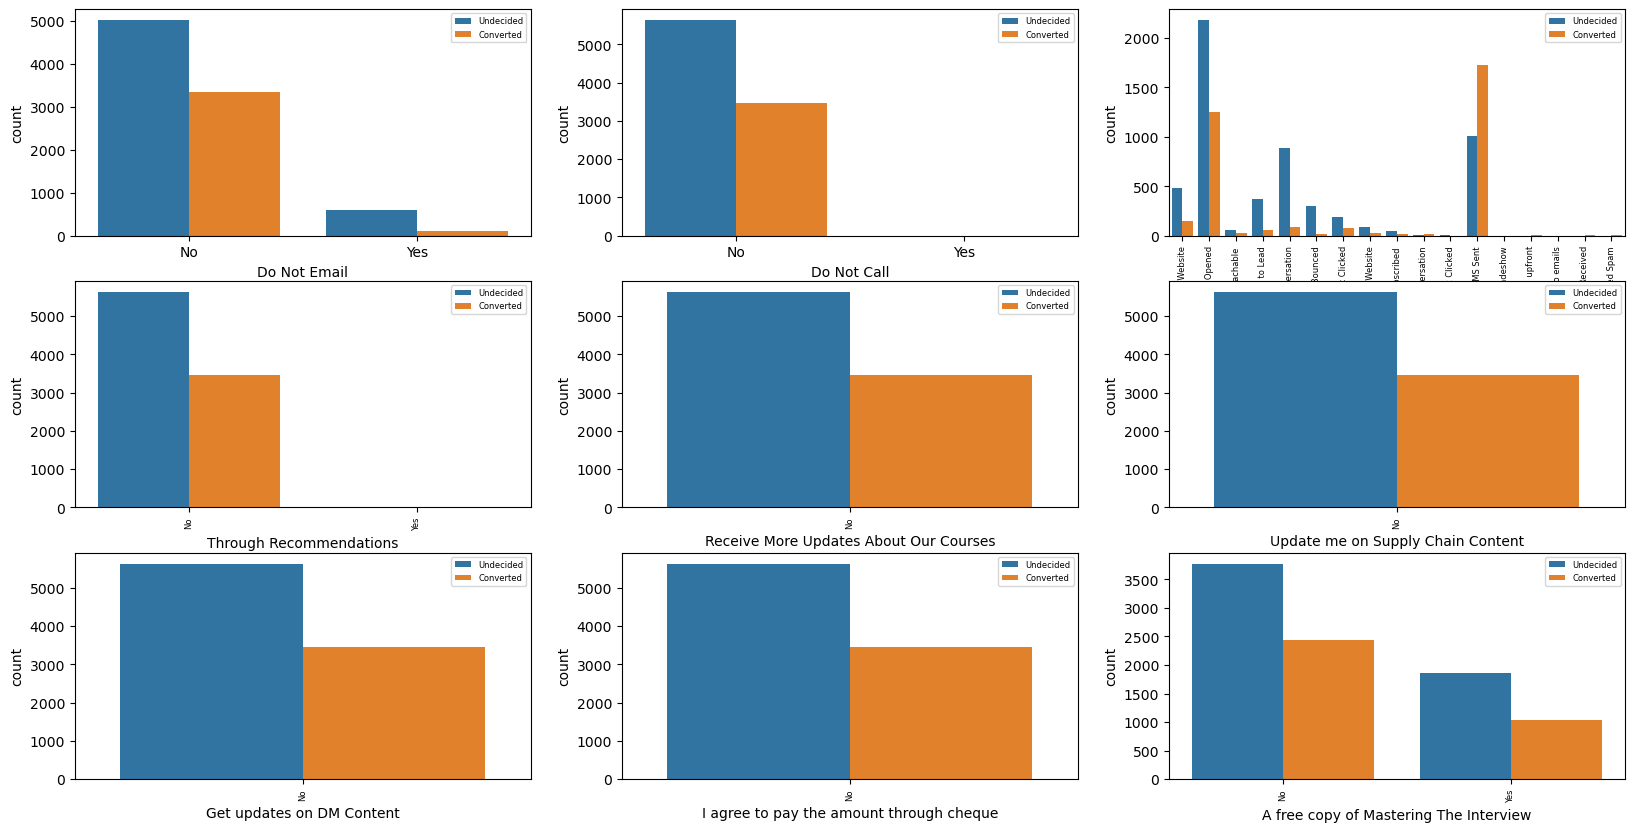 5000
4000
3000
2000
1000
0
count
No
Yes
Do Not Email
Undecided
Converted
5000
4000
3000
2000
1000
0
count
No
Yes
Do Not Call
Undecided
Converted
2000
1500
1000
500
0
count
Website
Opened
to Lead
Bounced
Clicked
Website
Clicked
Sent
upfront
emails
Spam
Undecided
Converted
5000
4000
3000
2000
1000
0
count
No
Yes
Through Recommendations
Undecided
Converted
5000
4000
3000
2000
1000
0
count
No
Receive More Updates About Our Courses
Undecided
Converted
5000
4000
3000
2000
1000
0
count
No
Update me on Supply Chain Content
Undecided
Converted
5000
4000
3000
2000
1000
0
count
No
Get updates on DM Content
Undecided
Converted
5000
4000
3000
2000
1000
0
count
No
I agree to pay the amount through cheque
Undecided
Converted
3500
3000
2500
2000
1500
1000
500
0
count
No
Yes
A free copy of Mastering The Interview
Undecided
Converted